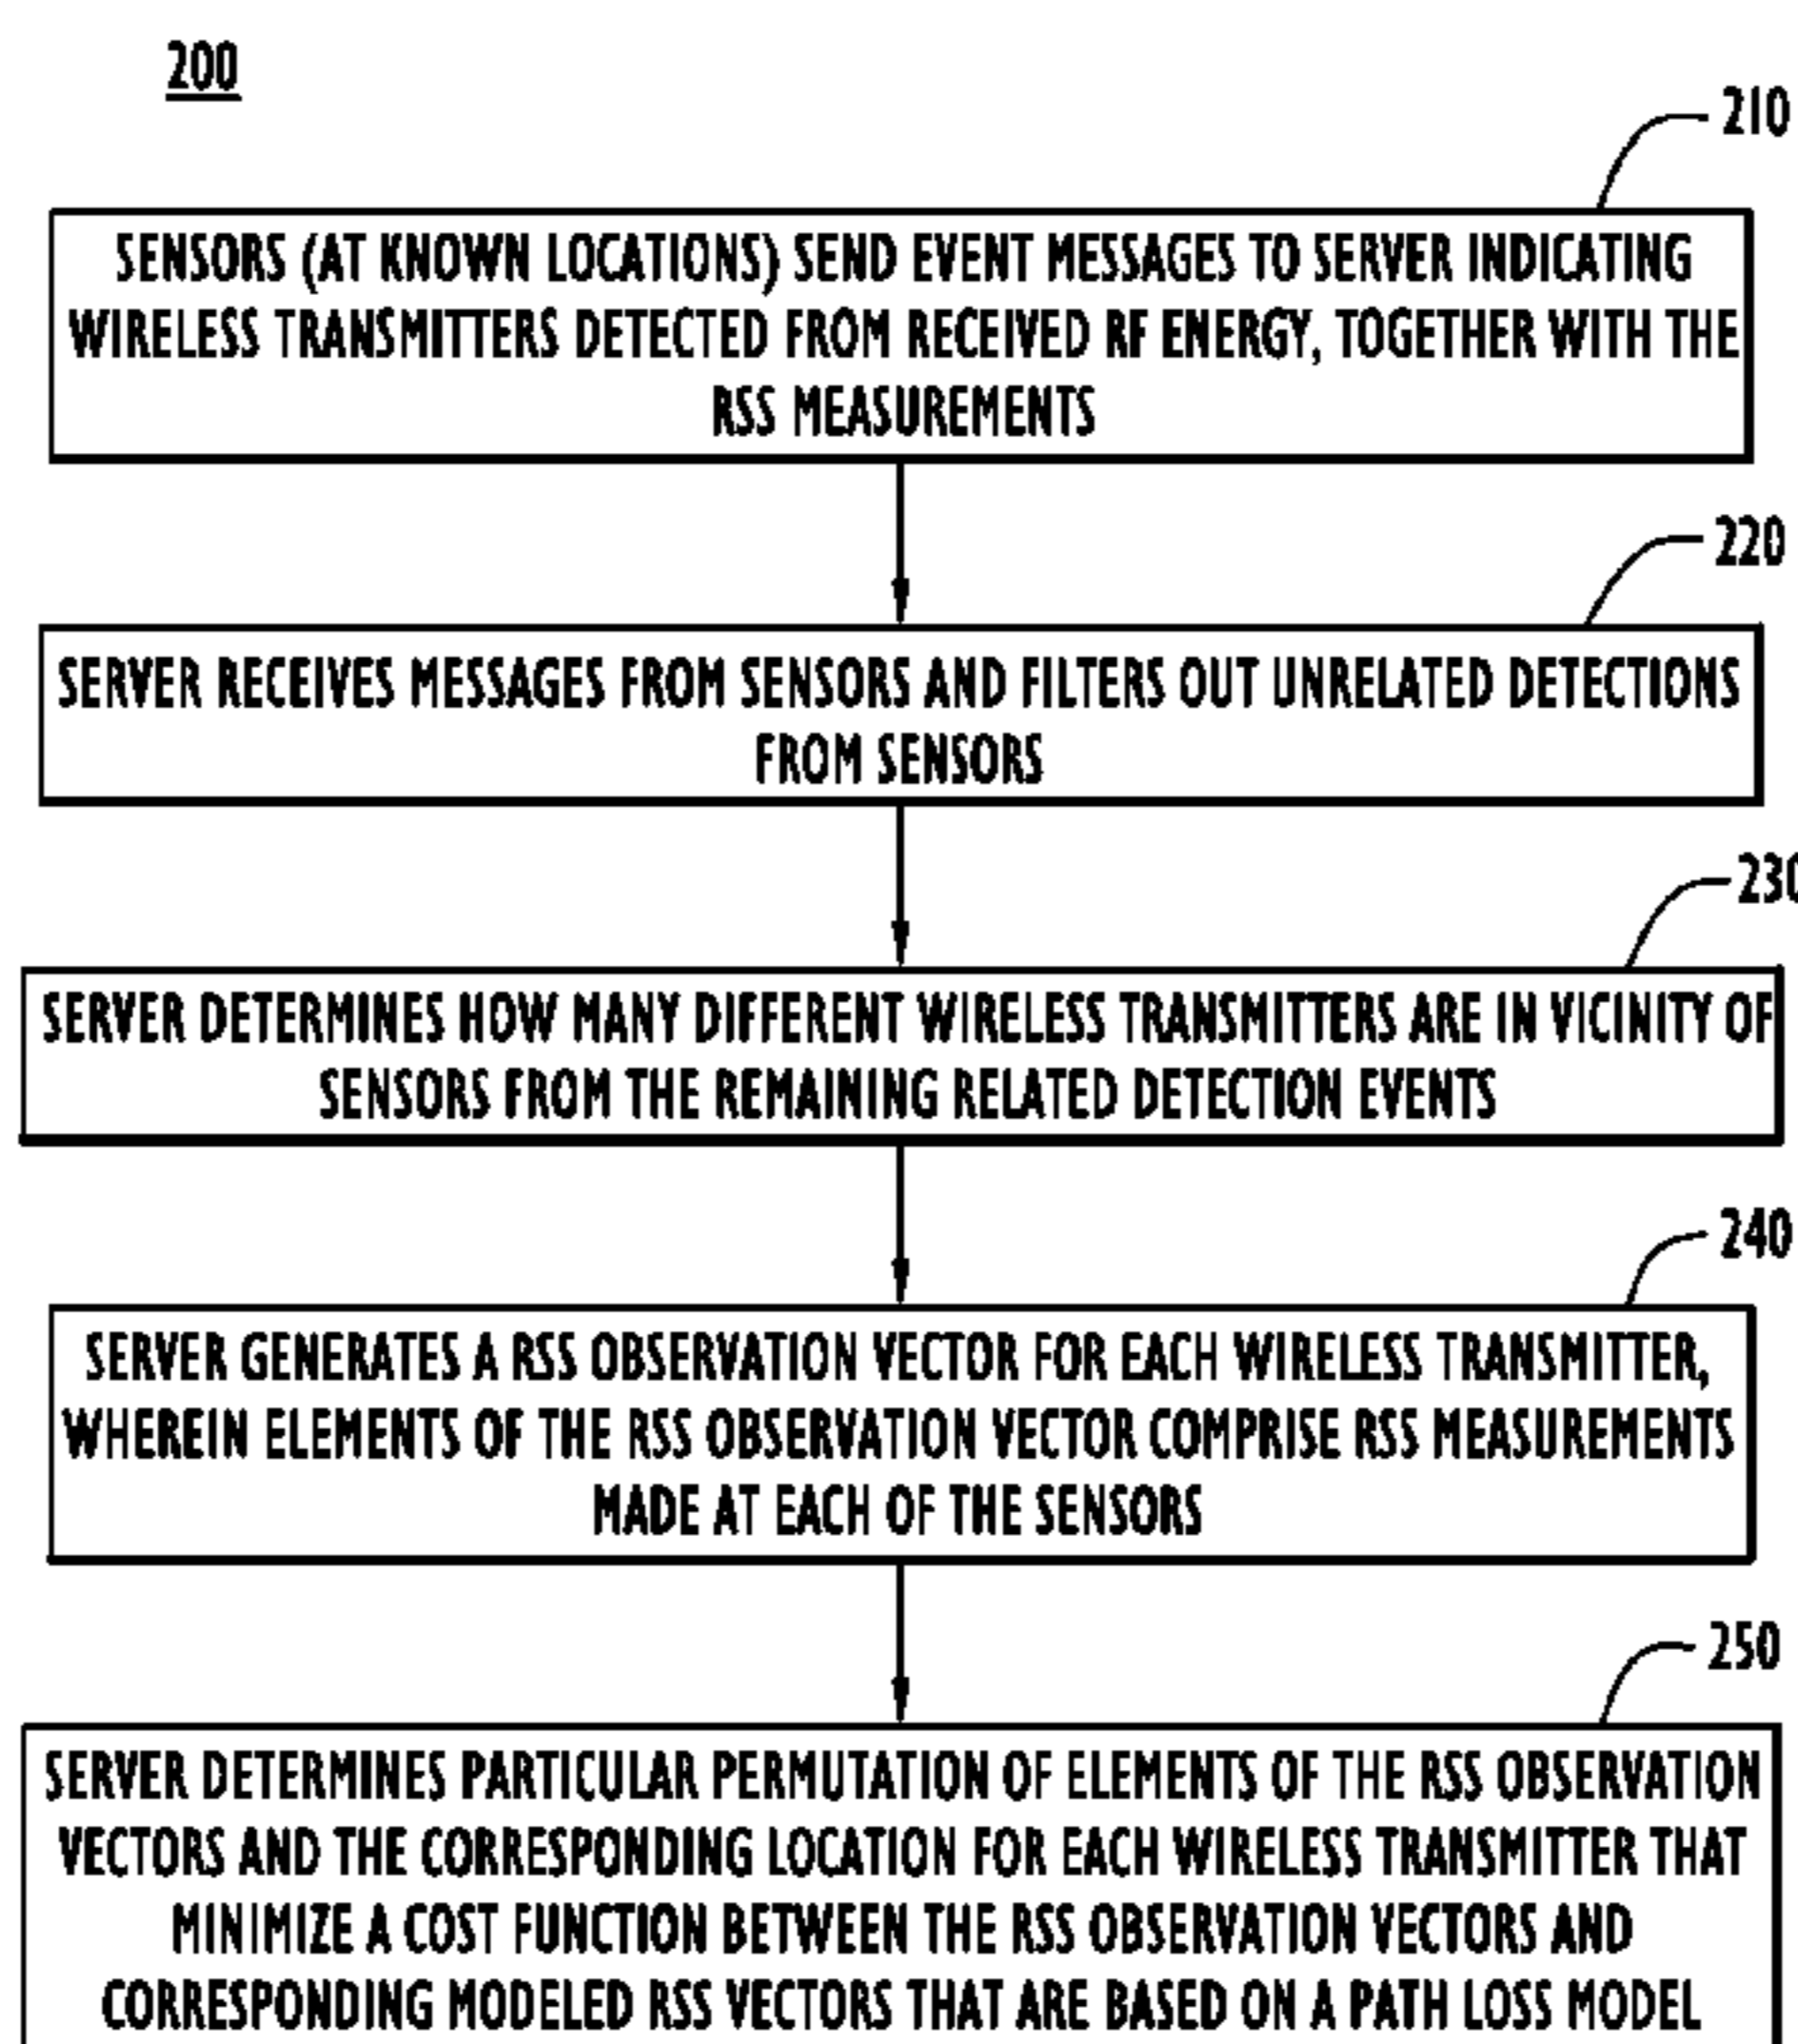 200
210
SENSORS (AT KNOWN LOCATIONS) SEND EVENT MESSAGES TO SERVER INDICATING
WIRELESS TRANSMITTERS DETECTED FROM RECEIVED RF ENERGY, TOGETHER WITH THE
RSS MEASUREMENTS
220
SERVER RECEIVES MESSAGES FROM SENSORS AND FILTERS OUT UNRELATED DETECTIONS
FROM SENSORS
230
SERVER DETERMINES HOW MANY DIFFERENT WIRELESS TRANSMITTERS ARE IN VICINITY OF
SENSORS FROM THE REMAINING RELATED DETECTION EVENTS
240
SERVER GENERATES A RSS OBSERVATION VECTOR FOR EACH WIRELESS TRANSMITTER,
WHEREIN ELEMENTS OF THE RSS OBSERVATION VECTOR COMPRISE RSS MEASUREMENTS
MADE AT EACH OF THE SENSORS
250
SERVER DETERMINES PARTICULAR PERMUTATION OF ELEMENTS OF THE RSS OBSERVATION
VECTORS AND THE CORRESPONDING LOCATION FOR EACH WIRELESS TRANSMITTER THAT
MINIMIZE A COST FUNCTION BETWEEN THE RSS OBSERVATION VECTORS AND
CORRESPONDING MODELED RSS VECTORS THAT ARE BASED ON A PATH LOSS MODEL